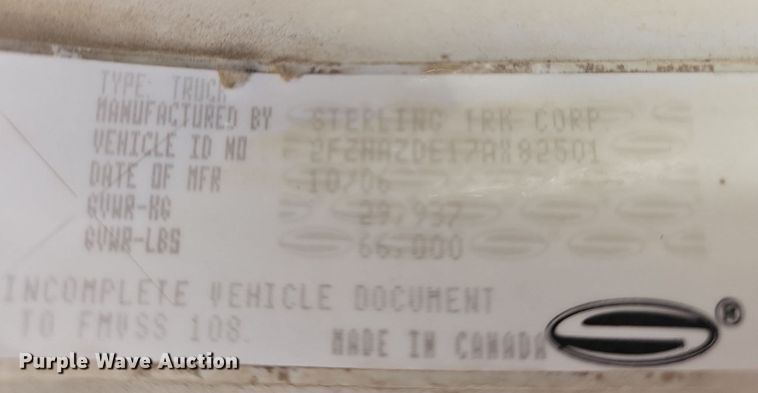 TYPE: TRUCK
MANUFACTURED BY STERLING TRK CORP.
VEHICLE ID NO 2FZHAZDE17AX82501
DATE OF MFR 10/06
GVWR-KG 29,937
GVWR-LBS 66,000
INCOMPLETE VEHICLE DOCUMENT
TO FMVSS 108.
MADE IN CANADA
®
Purple Wave Auction